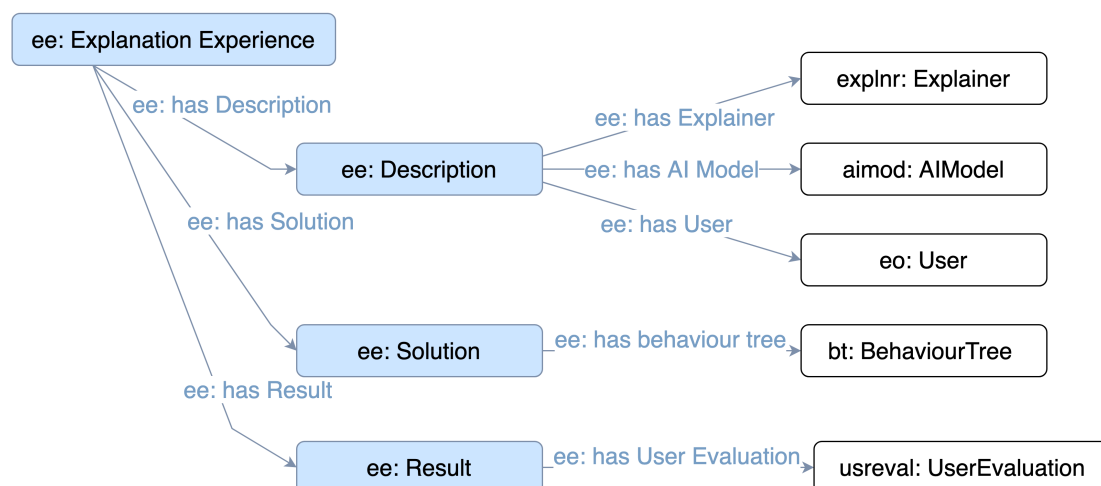 ee: Explanation Experience
explnr: Explainer
ee: has Description
ee: has Explainer
ee: Description
ee: has AI Model
aimod: AIModel
ee: has Solution
ee: has User
eo: User
ee: Solution
ee: has behaviour tree
bt: BehaviourTree
ee: has Result
ee: Result
ee: has User Evaluation
usreval: UserEvaluation